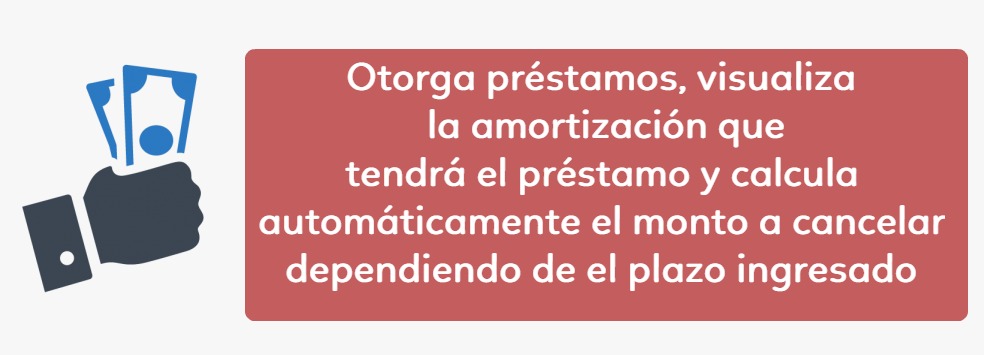 Otorga préstamos, visualiza
la amortización que
tendrá el préstamo y calcula
automáticamente el monto a cancelar
dependiendo de el plazo ingresado